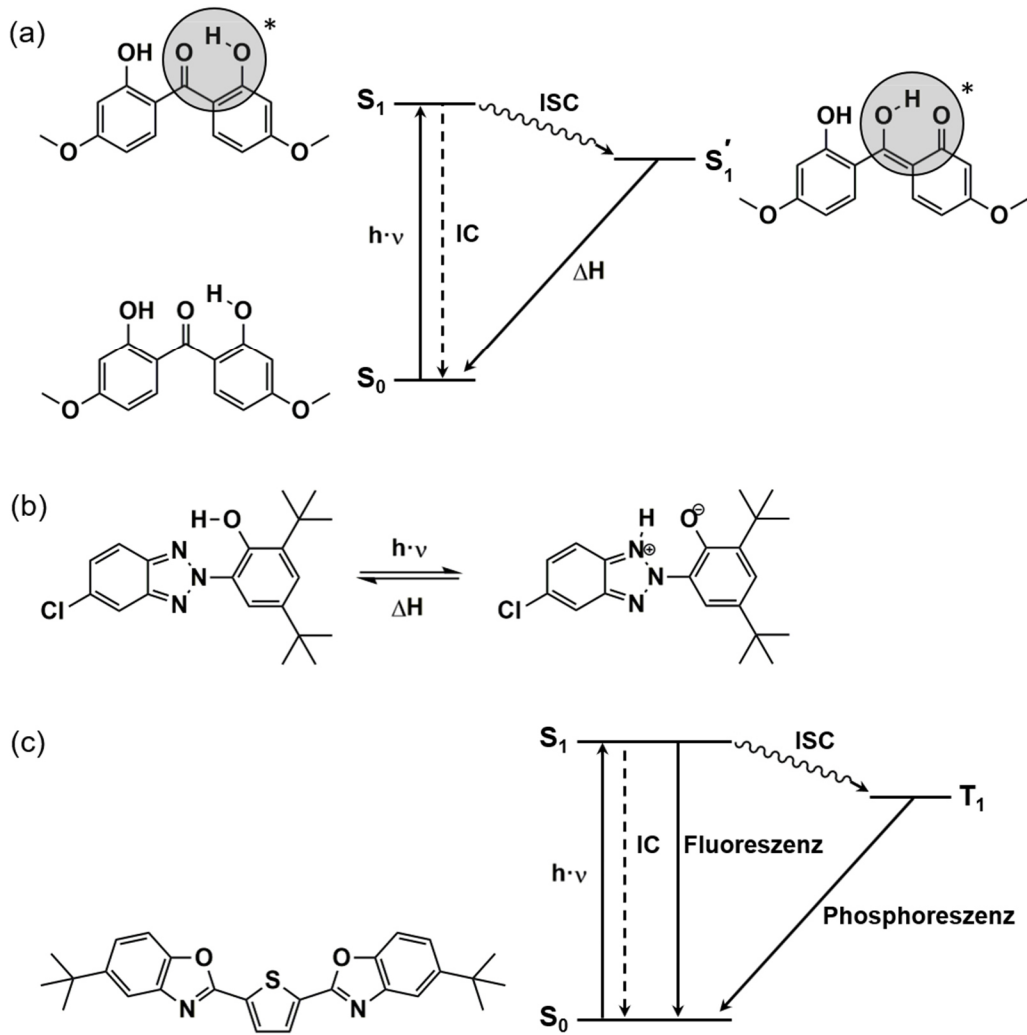 (a)
OH O H O *
O O
S₁ ISC
S₁′
h·ν IC
ΔH
S₀
OH O H O *
O O
H
OH O O
O O
(b)
H O
N
N
N
Cl
h·ν
ΔH
H O⊖
N⊕
N
N
Cl
(c)
O S O
N N
S₁ ISC
T₁
IC Fluoreszenz
h·ν
Phosphoreszenz
S₀